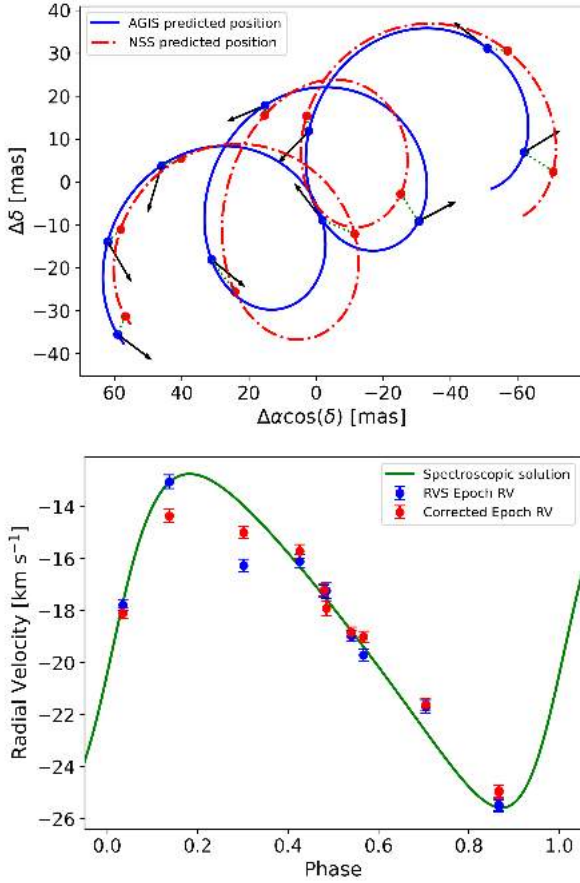 40
30
20
10
0
−10
−20
−30
−40
Δδ [mas]
AGIS predicted position
NSS predicted position
60 40 20 0 −20 −40 −60
Δαcos(δ) [mas]
−14
−16
−18
−20
−22
−24
−26
Radial Velocity [km s⁻¹]
Spectroscopic solution
RVS Epoch RV
Corrected Epoch RV
0.0 0.2 0.4 0.6 0.8 1.0
Phase